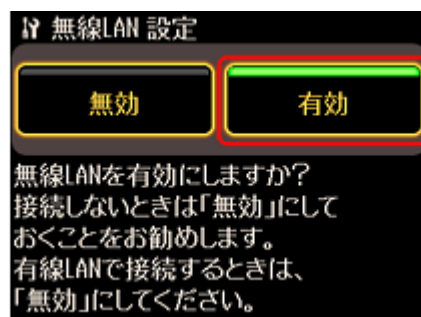 無線LAN 設定
無効 有効
無線LANを有効にしますか?
接続しないときは「無効」にして
おくことをお勧めします。
有線LANで接続するときは、
「無効」にしてください。